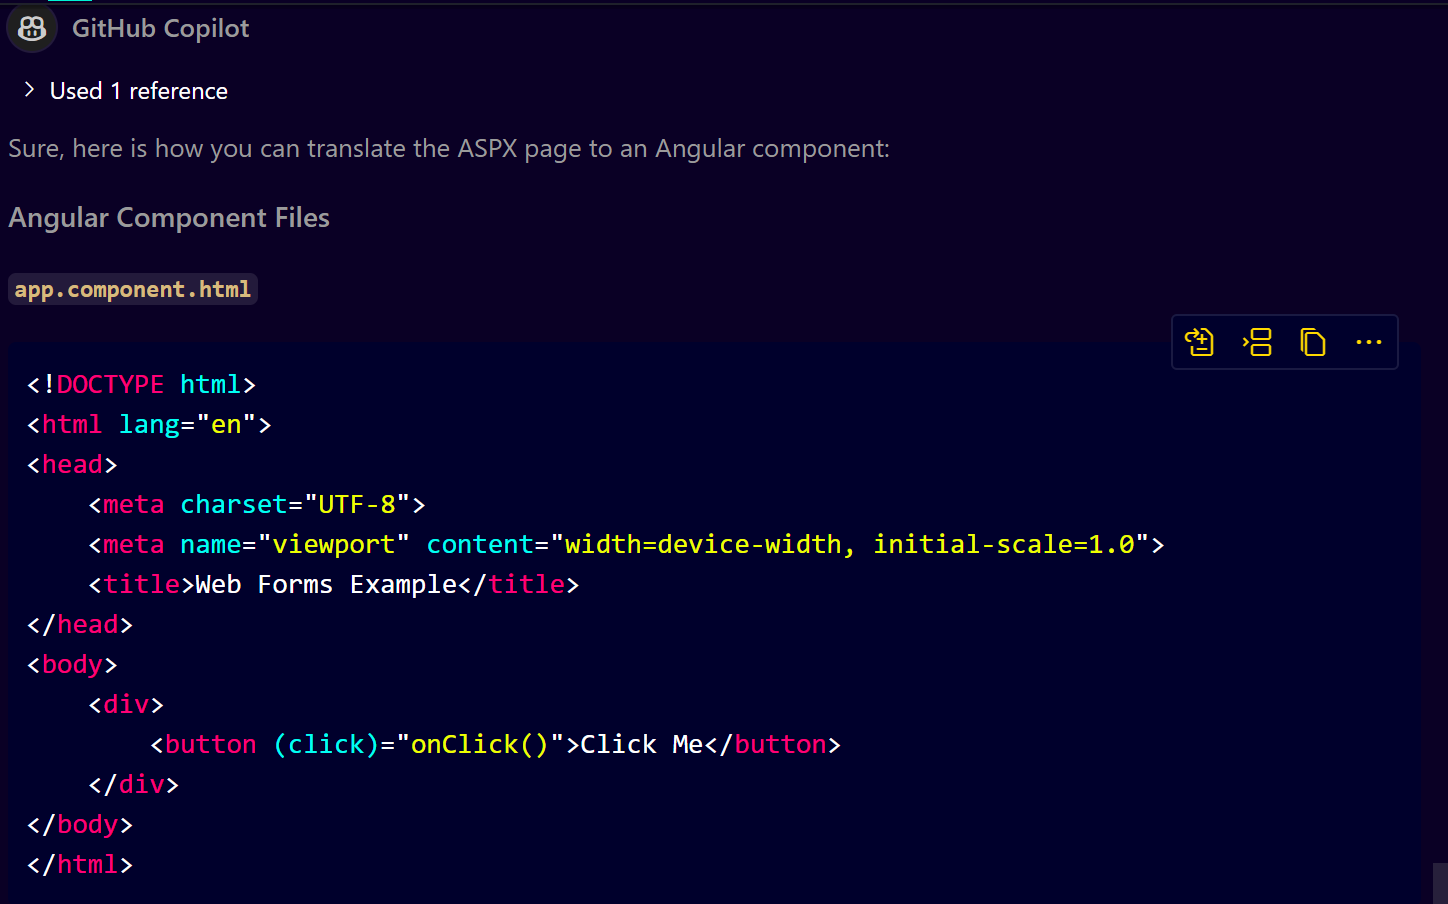 GitHub Copilot
Used 1 reference
Sure, here is how you can translate the ASPX page to an Angular component:
Angular Component Files
app.component.html
<!DOCTYPE html>
<html lang="en">
<head>
    <meta charset="UTF-8">
    <meta name="viewport" content="width=device-width, initial-scale=1.0">
    <title>Web Forms Example</title>
</head>
<body>
    <div>
        <button (click)="onClick()">Click Me</button>
    </div>
</body>
</html>